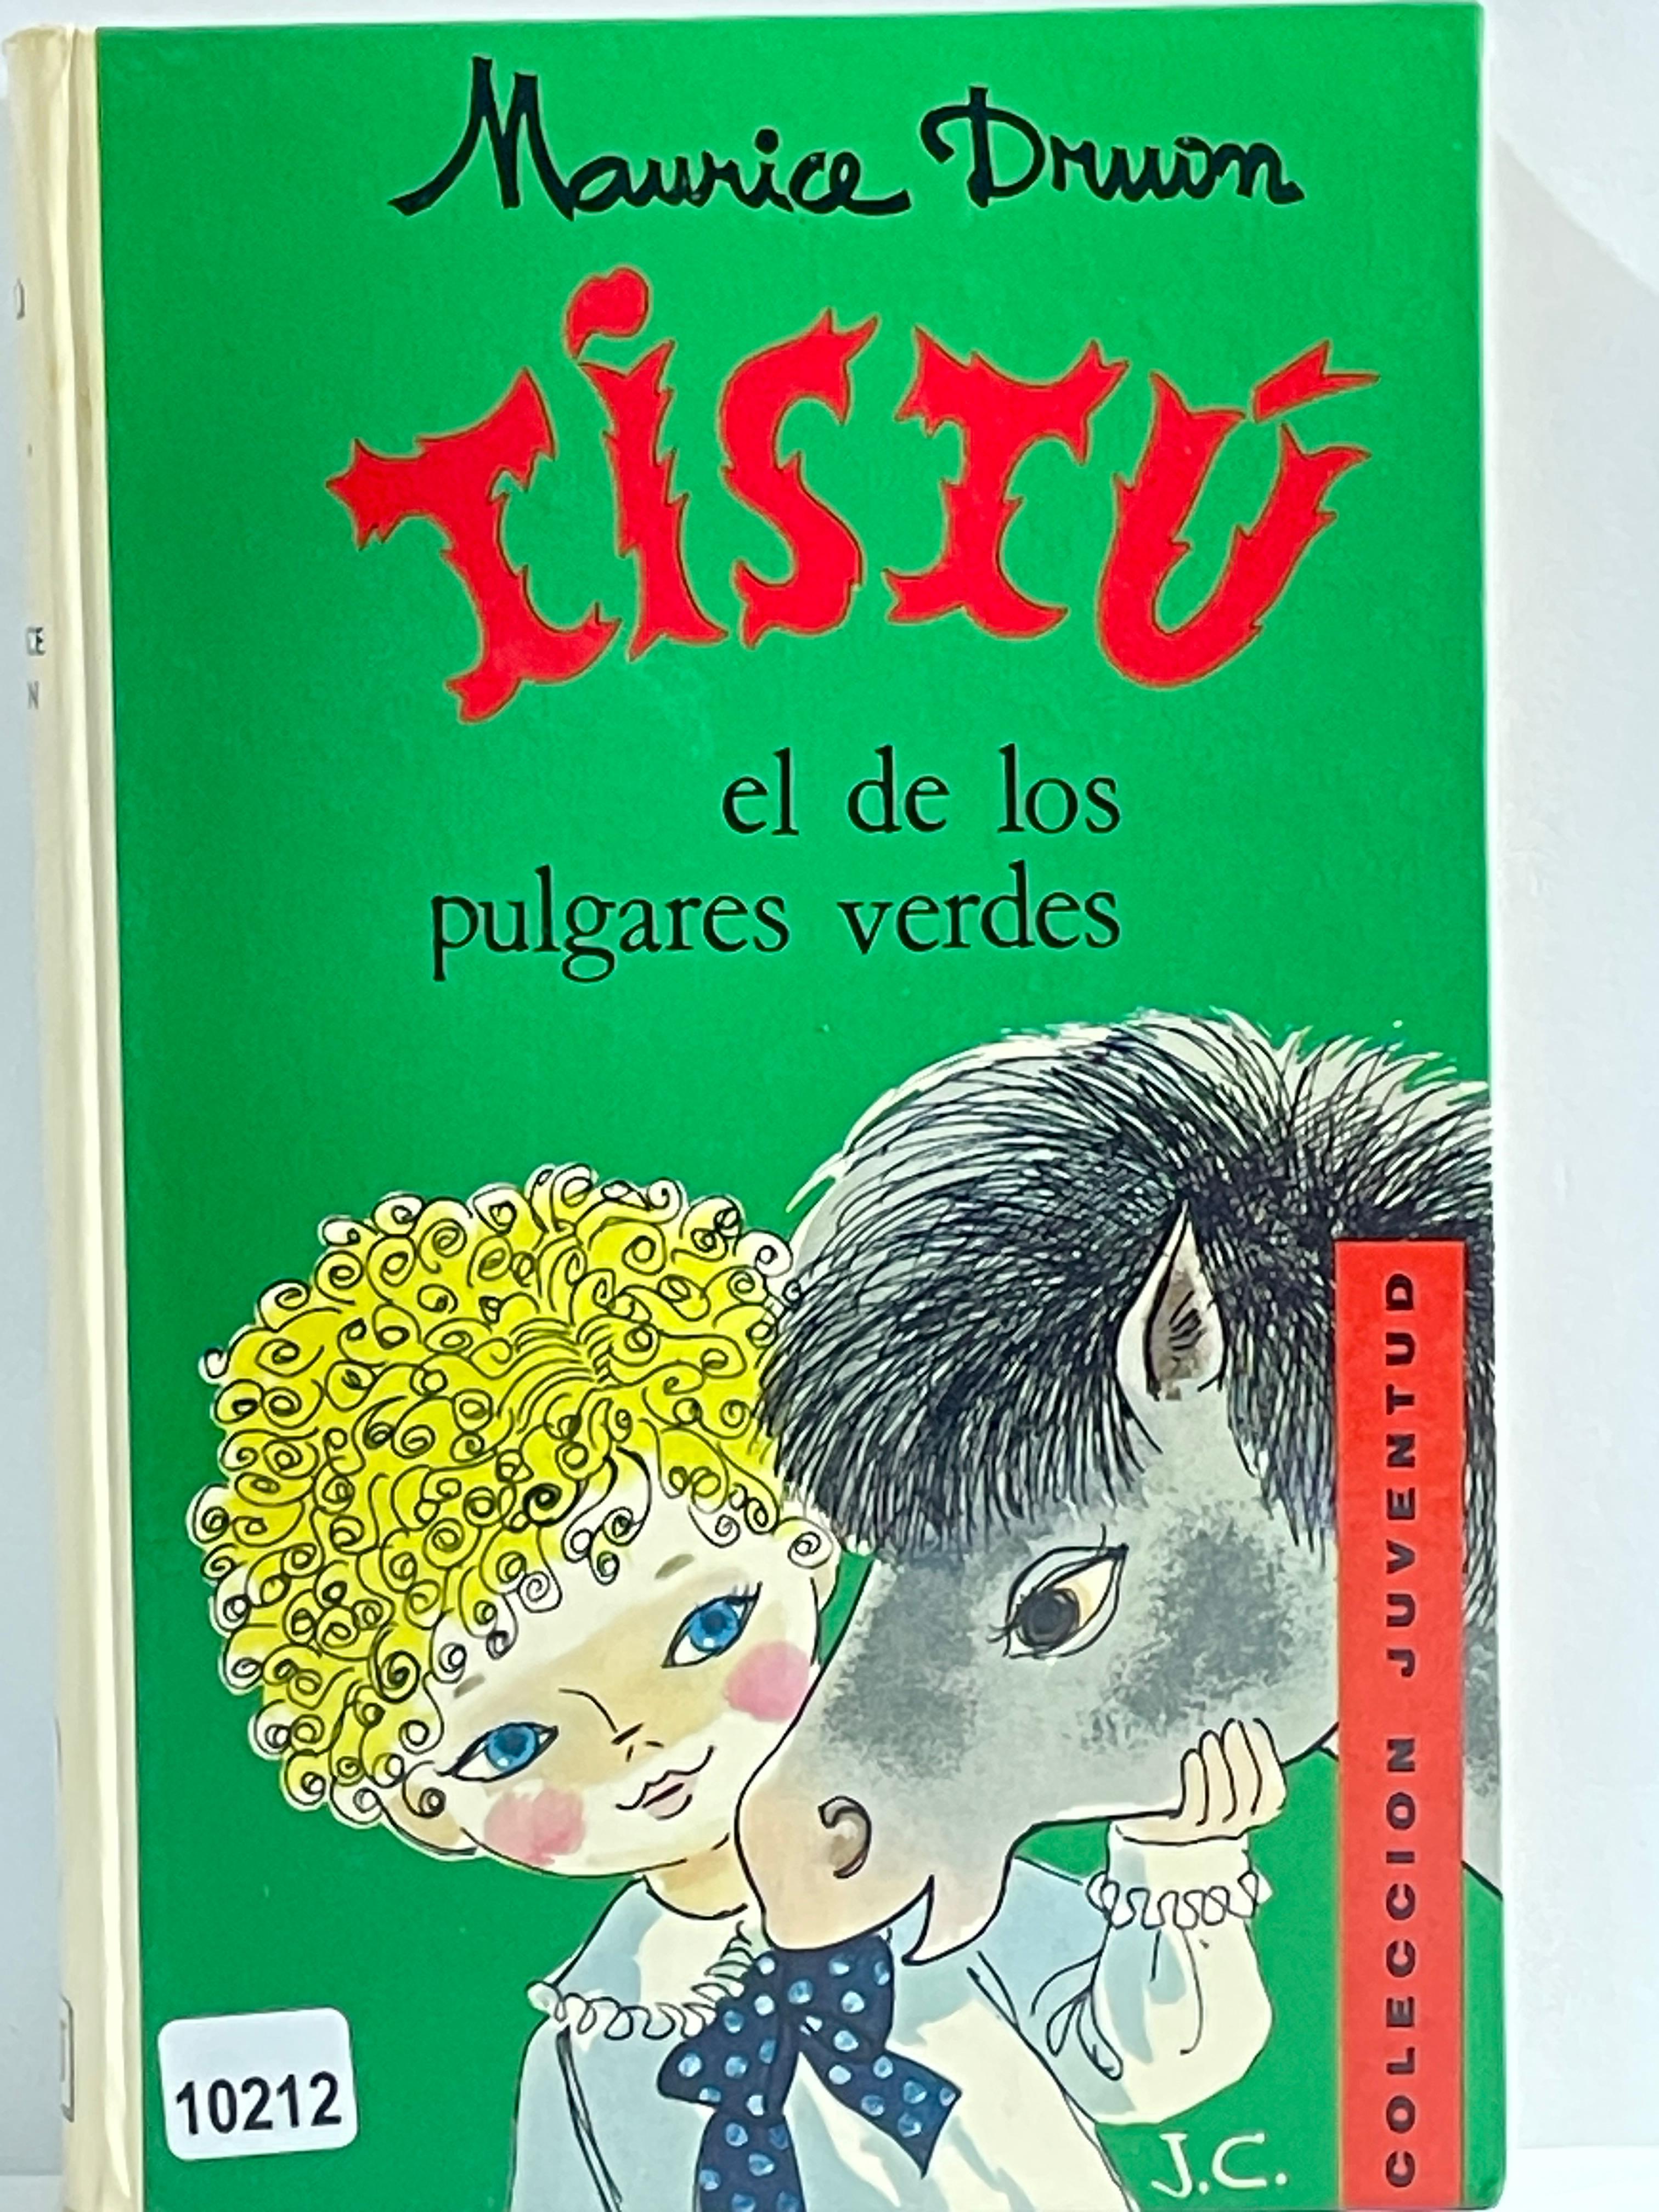 Maurice Druon
TiSTÚ
el de los
pulgares verdes
COLECCION JUVENTUD
10212
J.C.